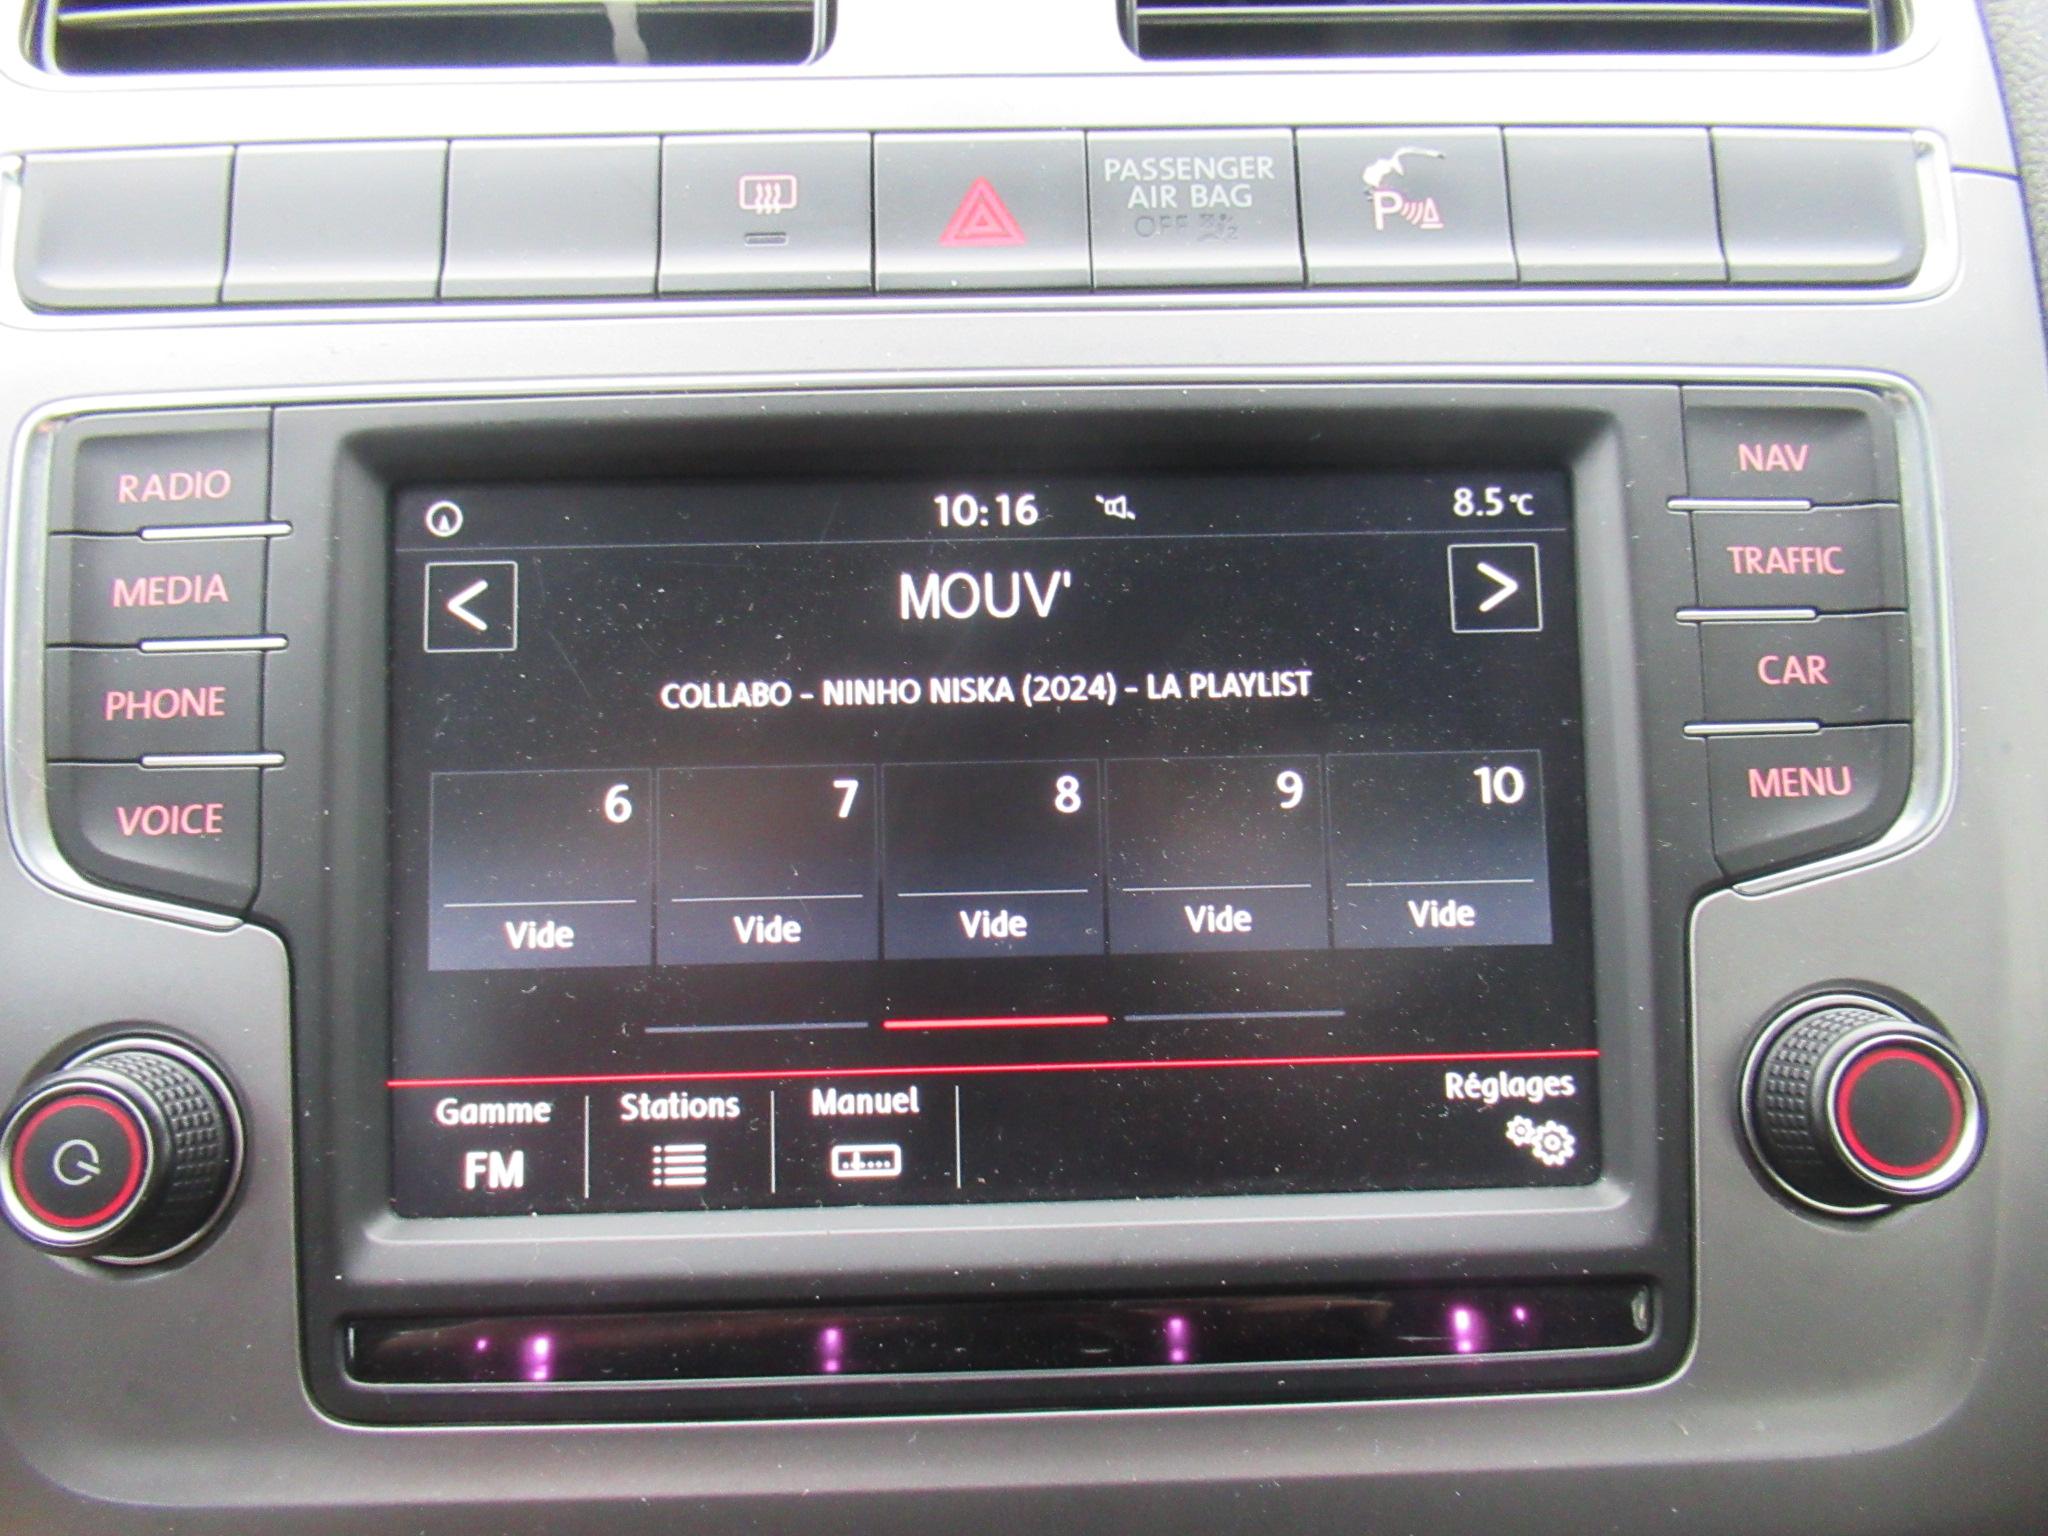 PASSENGER
AIR BAG
OFF
P
RADIO
MEDIA
PHONE
VOICE
10:16
8.5°C
<
MOUV'
>
COLLABO - NINHO NISKA (2024) - LA PLAYLIST
6
7
8
9
10
Vide
Vide
Vide
Vide
Vide
Gamme
FM
Stations
Manuel
Réglages
NAV
TRAFFIC
CAR
MENU